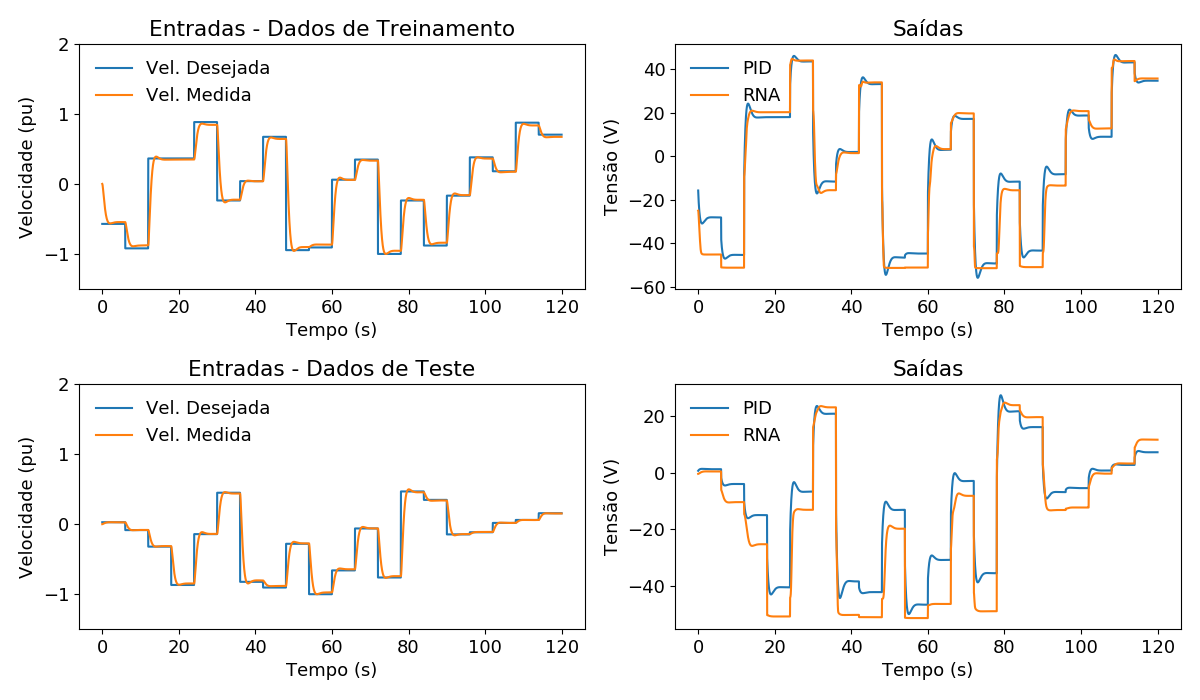 Entradas - Dados de Treinamento
2
1
0
−1
Velocidade (pu)
Vel. Desejada
Vel. Medida
0 20 40 60 80 100 120
Tempo (s)
Saídas
40
20
0
−20
−40
−60
Tensão (V)
PID
RNA
0 20 40 60 80 100 120
Tempo (s)
Entradas - Dados de Teste
2
1
0
−1
Velocidade (pu)
Vel. Desejada
Vel. Medida
0 20 40 60 80 100 120
Tempo (s)
Saídas
20
0
−20
−40
Tensão (V)
PID
RNA
0 20 40 60 80 100 120
Tempo (s)